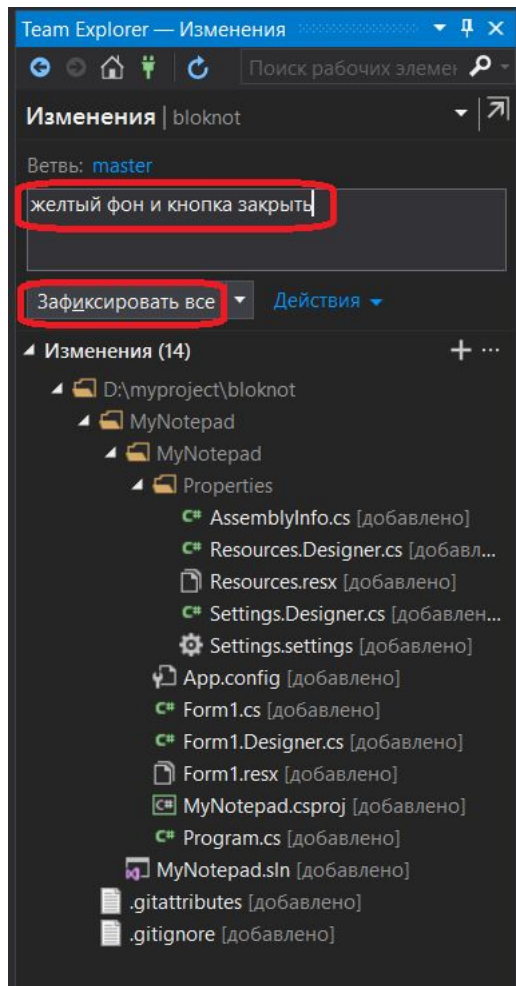 Team Explorer — Изменения
Поиск рабочих элемен
Изменения | bloknot
Ветвь: master
желтый фон и кнопка закрыть
Зафиксировать все Действия
Изменения (14)
D:\myproject\bloknot
MyNotepad
MyNotepad
Properties
C# AssemblyInfo.cs [добавлено]
C# Resources.Designer.cs [добавл...
Resources.resx [добавлено]
C# Settings.Designer.cs [добавлен...
Settings.settings [добавлено]
App.config [добавлено]
C# Form1.cs [добавлено]
C# Form1.Designer.cs [добавлено]
Form1.resx [добавлено]
C# MyNotepad.csproj [добавлено]
C# Program.cs [добавлено]
MyNotepad.sln [добавлено]
.gitattributes [добавлено]
.gitignore [добавлено]